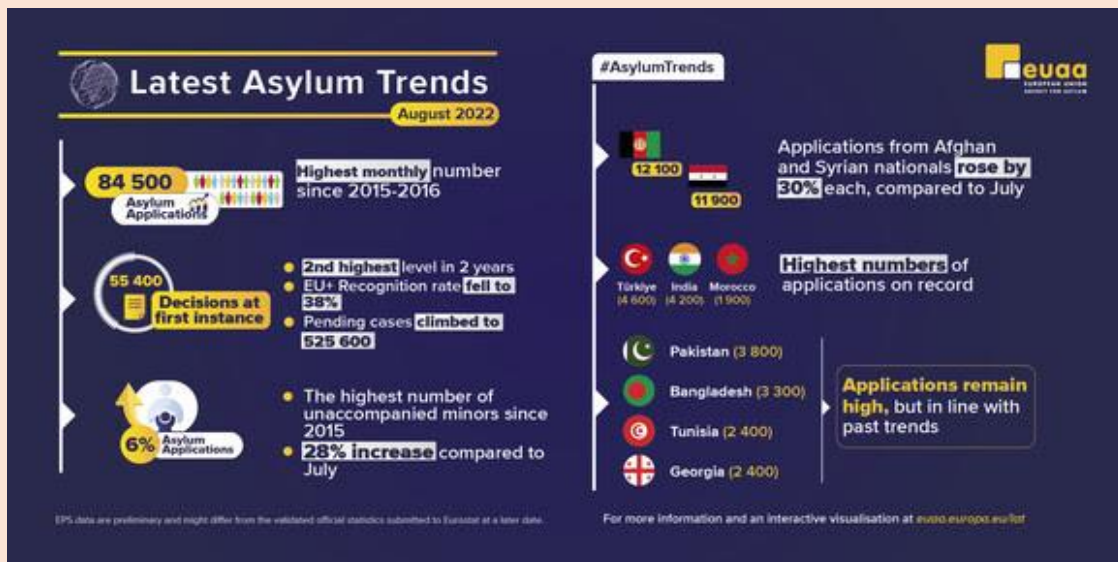 Latest Asylum Trends
August 2022
84 500
Asylum
Applications
Highest monthly number
since 2015-2016
55 400
Decisions at
first instance
2nd highest level in 2 years
EU+ Recognition rate fell to
38%
Pending cases climbed to
525 600
6%
Asylum
Applications
The highest number of
unaccompanied minors since
2015
28% increase compared to
July
EPS data are preliminary and might differ from the validated official statistics submitted to Eurostat at a later date.
#AsylumTrends
euaa
EUROPEAN UNION
AGENCY FOR ASYLUM
12 100
11 900
Applications from Afghan
and Syrian nationals rose by
30% each, compared to July
Türkiye India Morocco
(4 600) (4 200) (1 900)
Highest numbers of
applications on record
Pakistan (3 800)
Bangladesh (3 300)
Tunisia (2 400)
Georgia (2 400)
Applications remain
high, but in line with
past trends
For more information and an interactive visualisation at euaa.europa.eu/lat